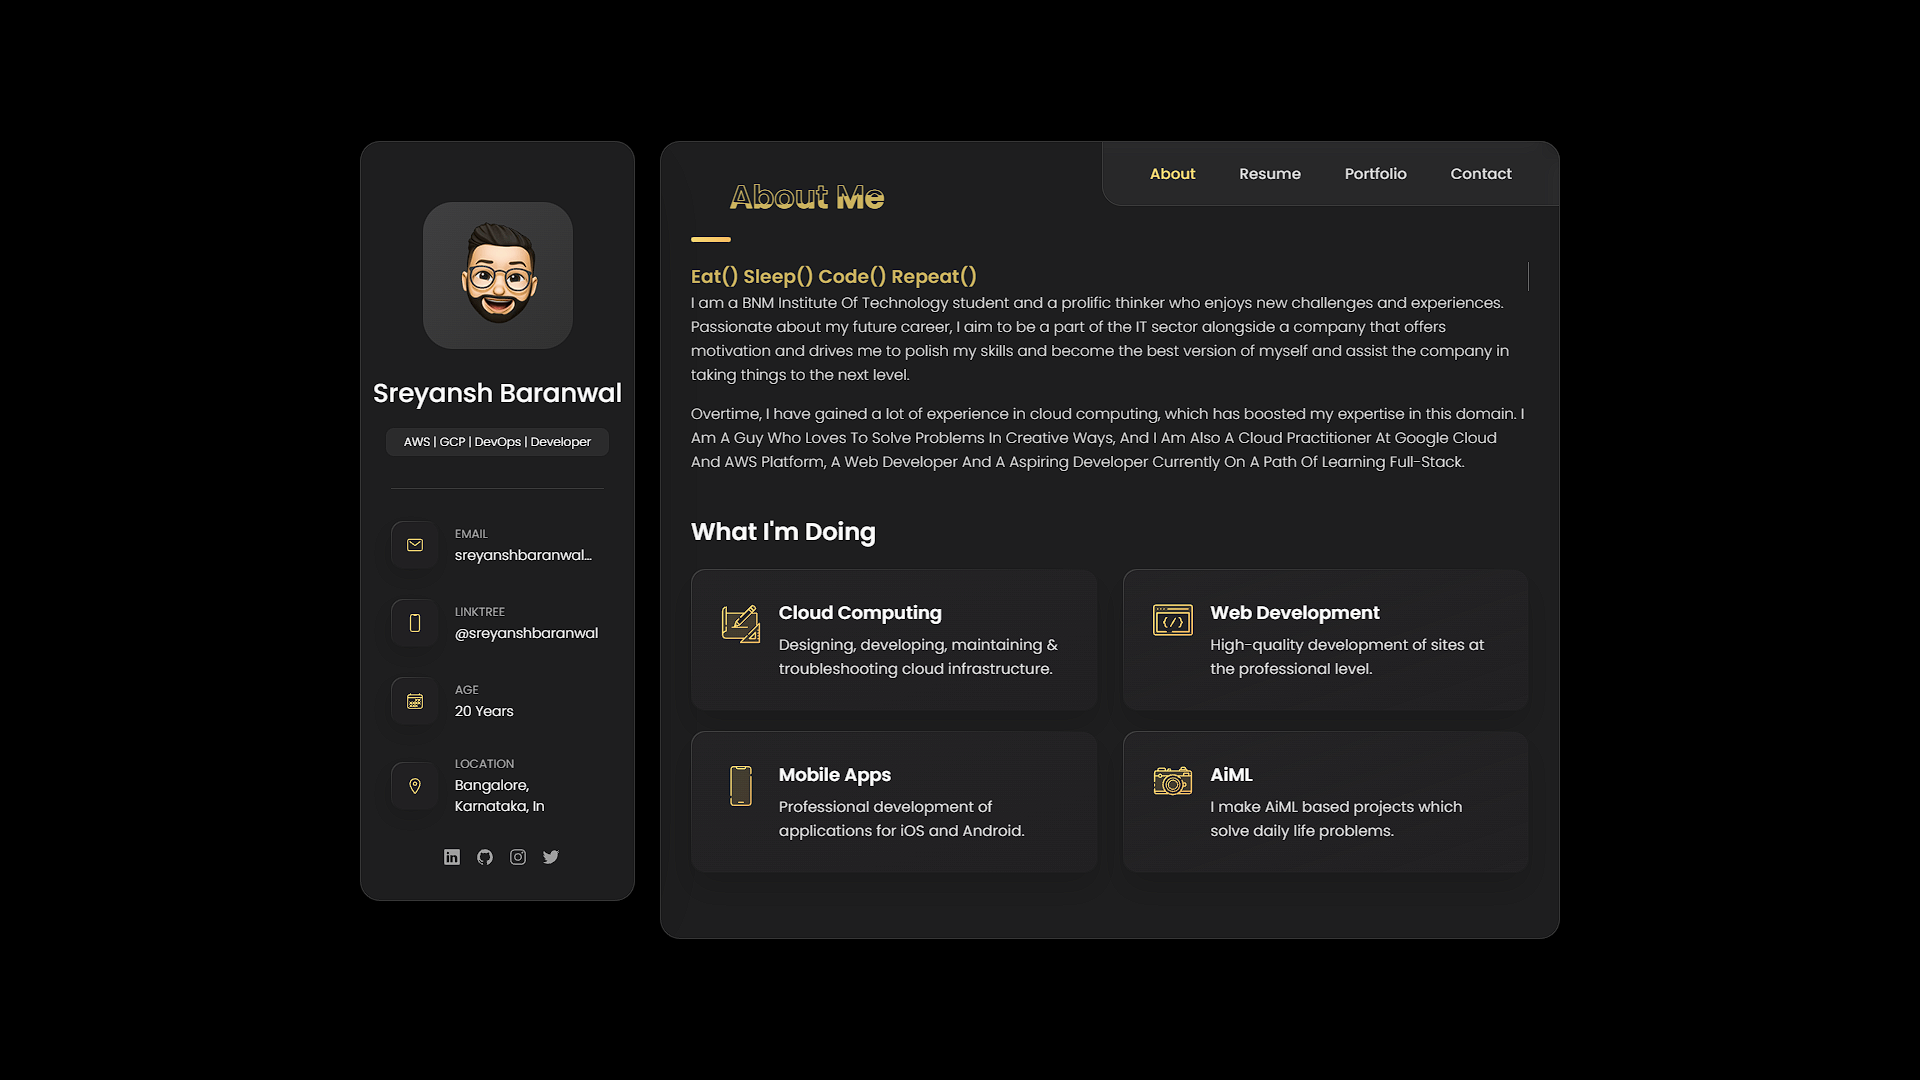 Sreyansh Baranwal
AWS | GCP | DevOps | Developer
EMAIL
sreyanshbaranwal...
LINKTREE
@sreyanshbaranwal
AGE
20 Years
LOCATION
Bangalore,
Karnataka, In
About
Resume
Portfolio
Contact
About Me
Eat() Sleep() Code() Repeat()
I am a BNM Institute Of Technology student and a prolific thinker who enjoys new challenges and experiences.
Passionate about my future career, I aim to be a part of the IT sector alongside a company that offers
motivation and drives me to polish my skills and become the best version of myself and assist the company in
taking things to the next level.
Overtime, I have gained a lot of experience in cloud computing, which has boosted my expertise in this domain. I
Am A Guy Who Loves To Solve Problems In Creative Ways, And I Am Also A Cloud Practitioner At Google Cloud
And AWS Platform, A Web Developer And A Aspiring Developer Currently On A Path Of Learning Full-Stack.
What I'm Doing
Cloud Computing
Designing, developing, maintaining &
troubleshooting cloud infrastructure.
Web Development
High-quality development of sites at
the professional level.
Mobile Apps
Professional development of
applications for iOS and Android.
AiML
I make AiML based projects which
solve daily life problems.